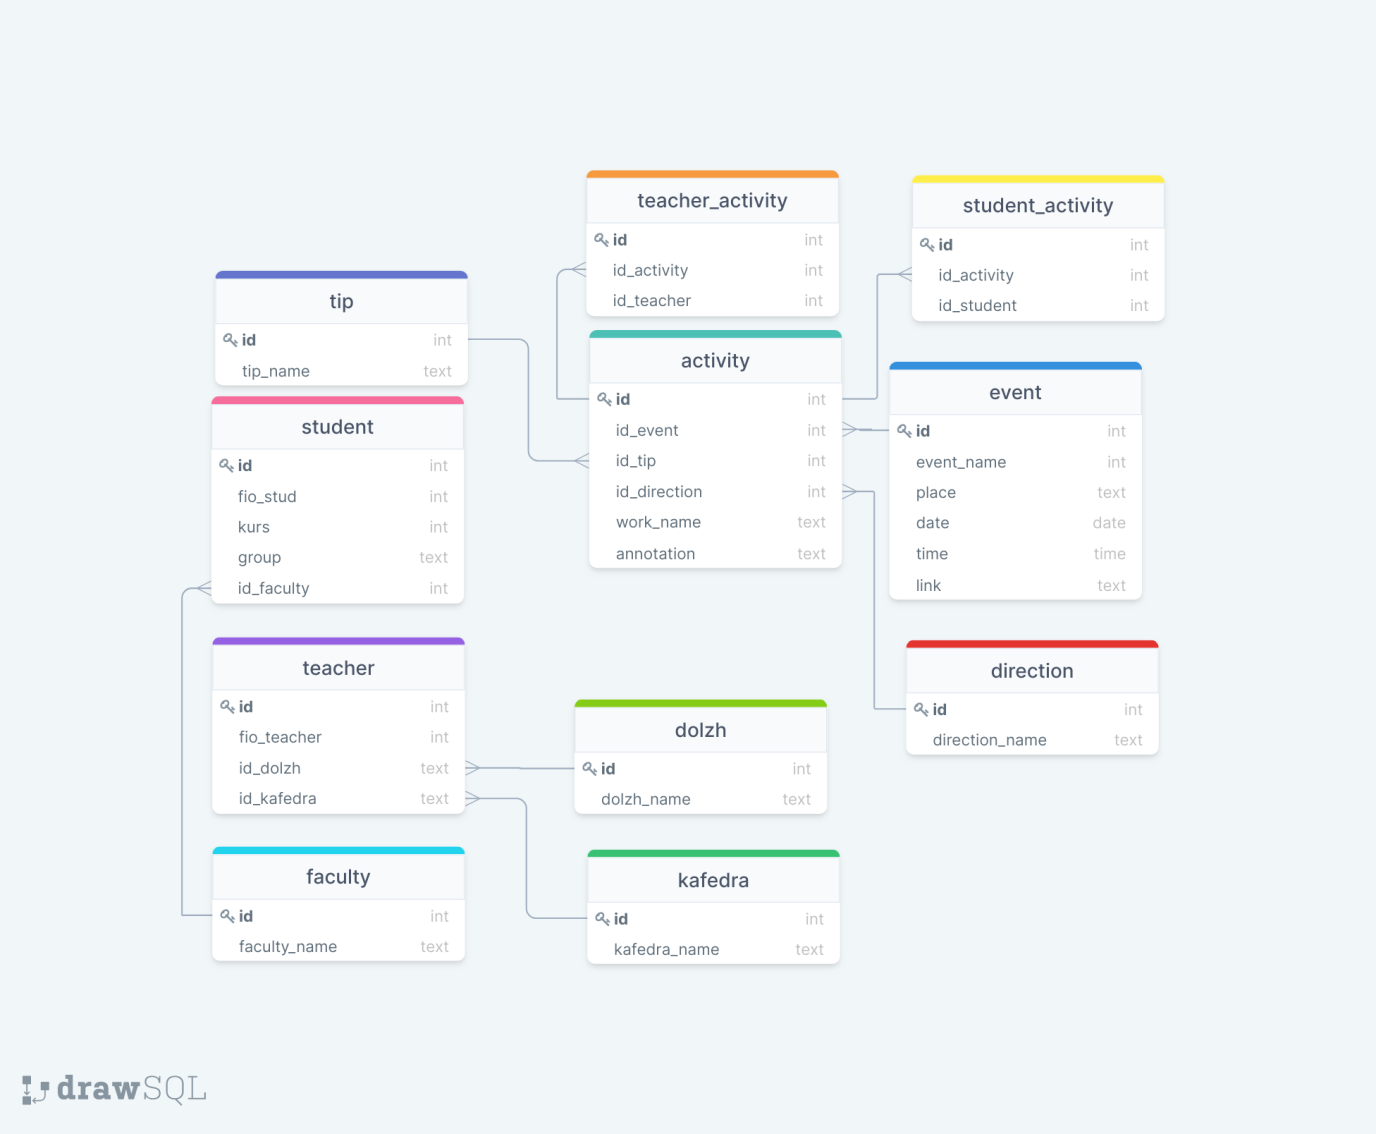 teacher_activity
id int
id_activity int
id_teacher int
student_activity
id int
id_activity int
id_student int
tip
id int
tip_name text
activity
id int
id_event int
id_tip int
id_direction int
work_name text
annotation text
event
id int
event_name int
place text
date date
time time
link text
student
id int
fio_stud int
kurs int
group text
id_faculty int
teacher
id int
fio_teacher int
id_dolzh text
id_kafedra text
dolzh
id int
dolzh_name text
direction
id int
direction_name text
faculty
id int
faculty_name text
kafedra
id int
kafedra_name text
drawSQL